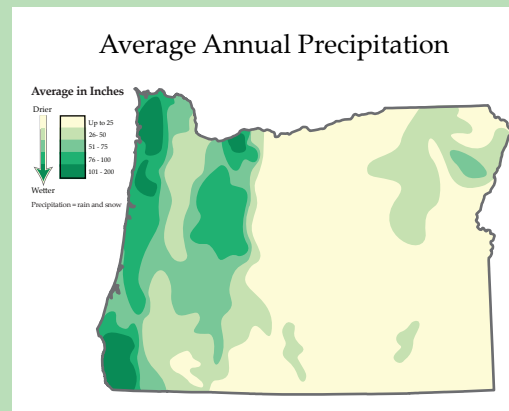 Average Annual Precipitation
Average in Inches
Drier
Up to 25
26- 50
51 - 75
76 - 100
101 - 200
Wetter
Precipitation = rain and snow